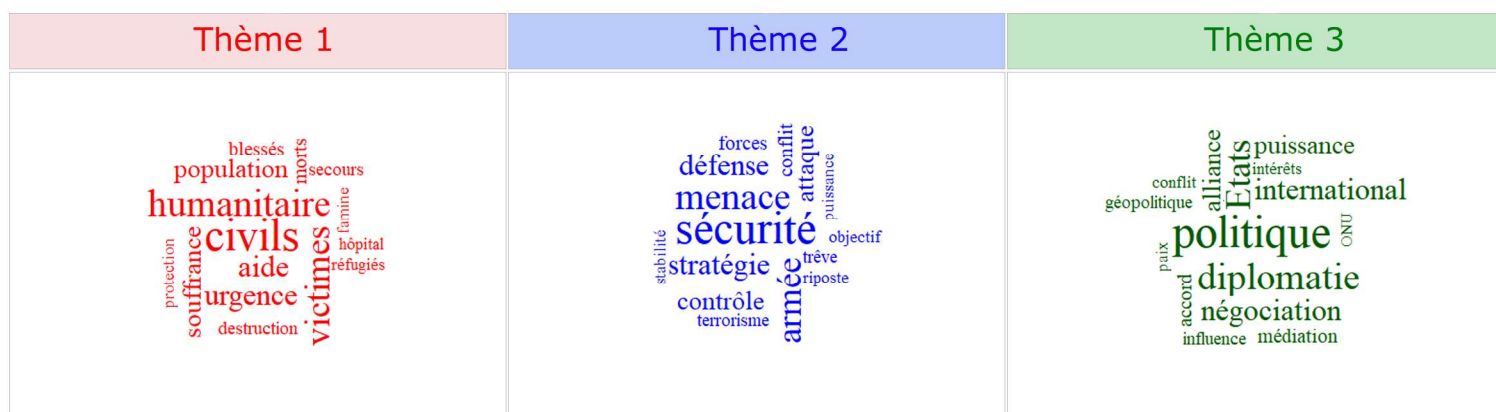 Thème 1
Thème 2
Thème 3
blessés
morts
population
secours
humanitaire
famine
civils
victimes
hôpital
protection
souffrance
aide
réfugiés
urgence
destruction
forces
conflit
attaque
défense
puissance
menace
sécurité
objectif
stabilité
stratégie
armée
trêve
riposte
contrôle
terrorisme
alliance
Etats
puissance
intérêts
conflit
international
géopolitique
politique
ONU
paix
diplomatie
accord
négociation
influence
médiation